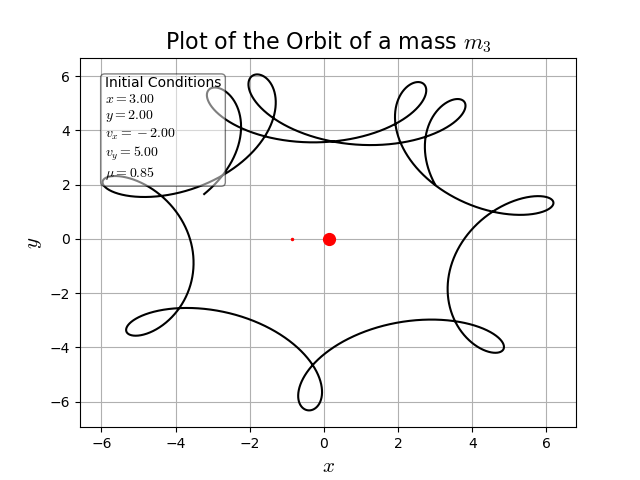 Plot of the Orbit of a mass m₃
Initial Conditions
x = 3.00
y = 2.00
vₓ = −2.00
v_y = 5.00
μ = 0.85
6
4
2
0
−2
−4
−6
y
−6 −4 −2 0 2 4 6
x